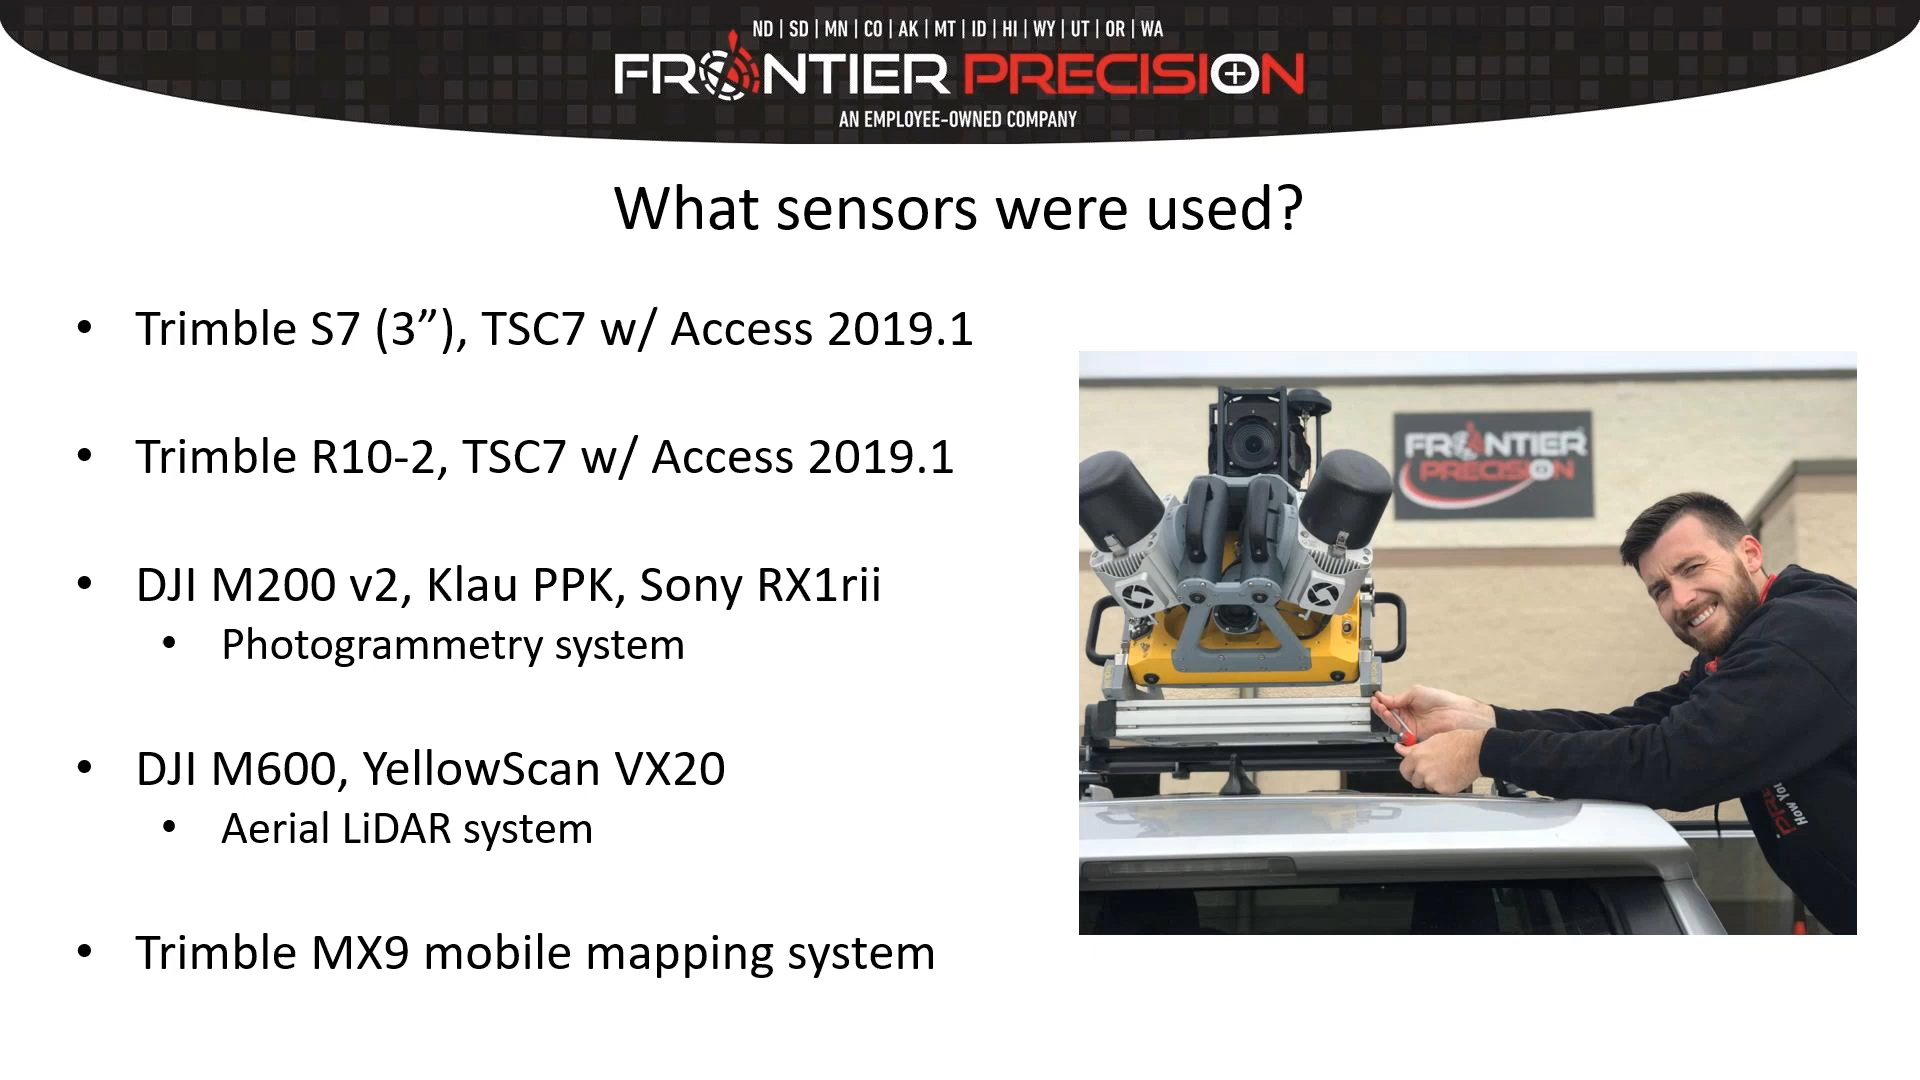 ND | SD | MN | CO | AK | MT | ID | HI | WY | UT | OR | WA
FRONTIER PRECISION
AN EMPLOYEE-OWNED COMPANY
What sensors were used?
• Trimble S7 (3”), TSC7 w/ Access 2019.1
• Trimble R10-2, TSC7 w/ Access 2019.1
• DJI M200 v2, Klau PPK, Sony RX1rii
• Photogrammetry system
• DJI M600, YellowScan VX20
• Aerial LiDAR system
• Trimble MX9 mobile mapping system
FRONTIER
PRECISION
How You